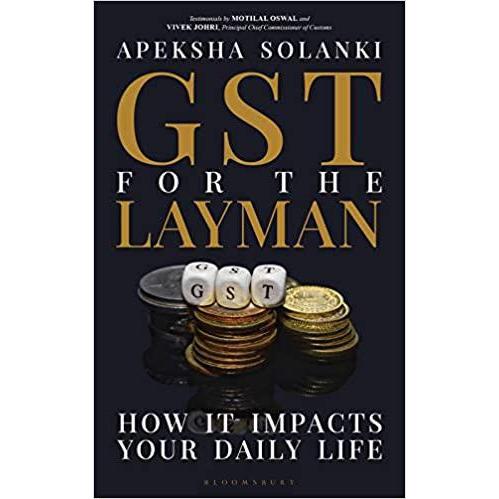 Testimonials by MOTILAL OSWAL and
VIVEK JOHRI, Principal Chief Commissioner of Customs
APEKSHA SOLANKI
GST
FOR THE
LAYMAN
G S T
G S T
HOW IT IMPACTS
YOUR DAILY LIFE
BLOOMSBURY